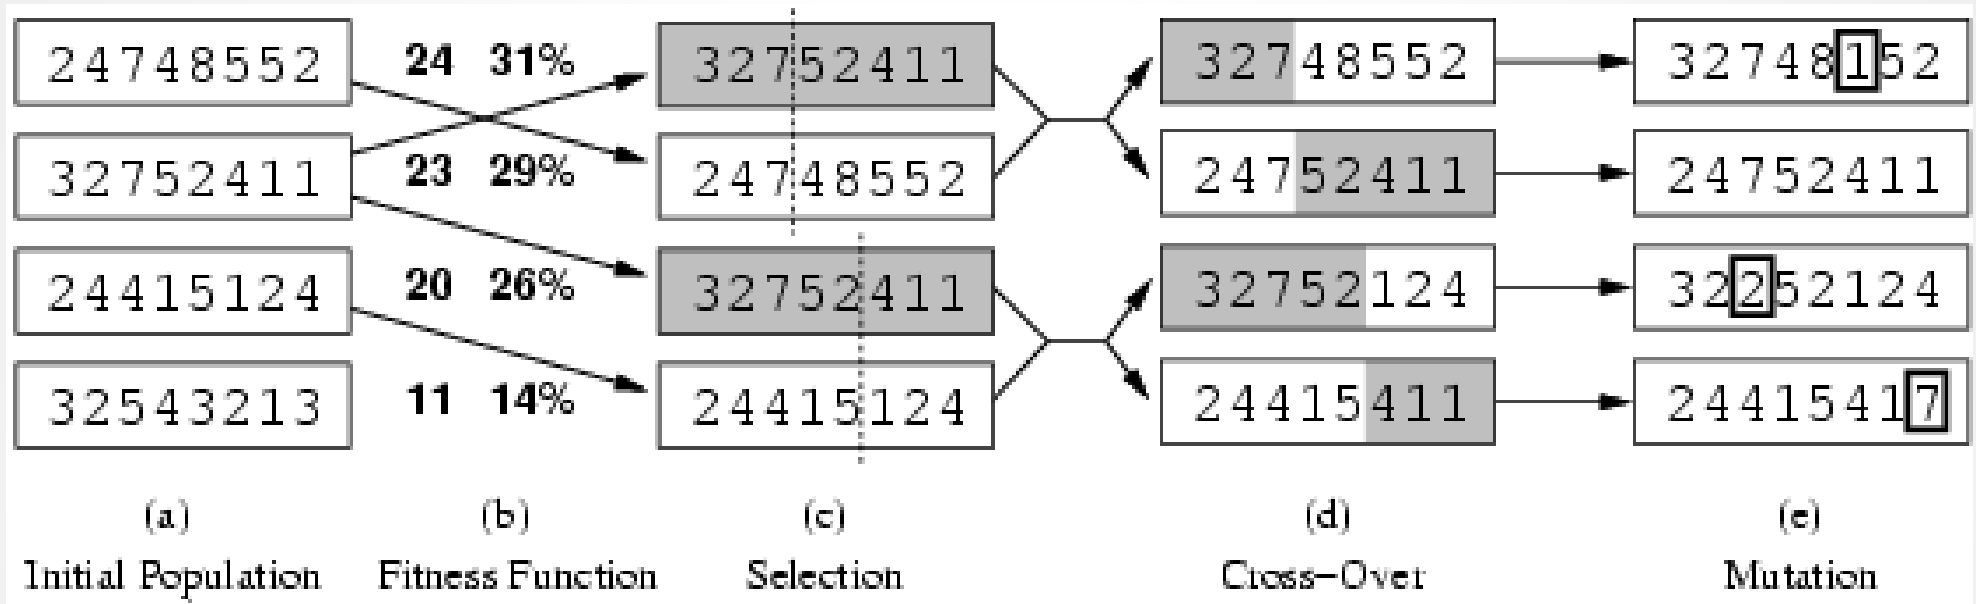 24748552 24 31% 32752411 32748552 32748152
32752411 23 29% 24748552 24752411 24752411
24415124 20 26% 32752411 32752124 32252124
32543213 11 14% 24415124 24415411 24415417
(a) (b) (c) (d) (e)
Initial Population Fitness Function Selection Cross-Over Mutation